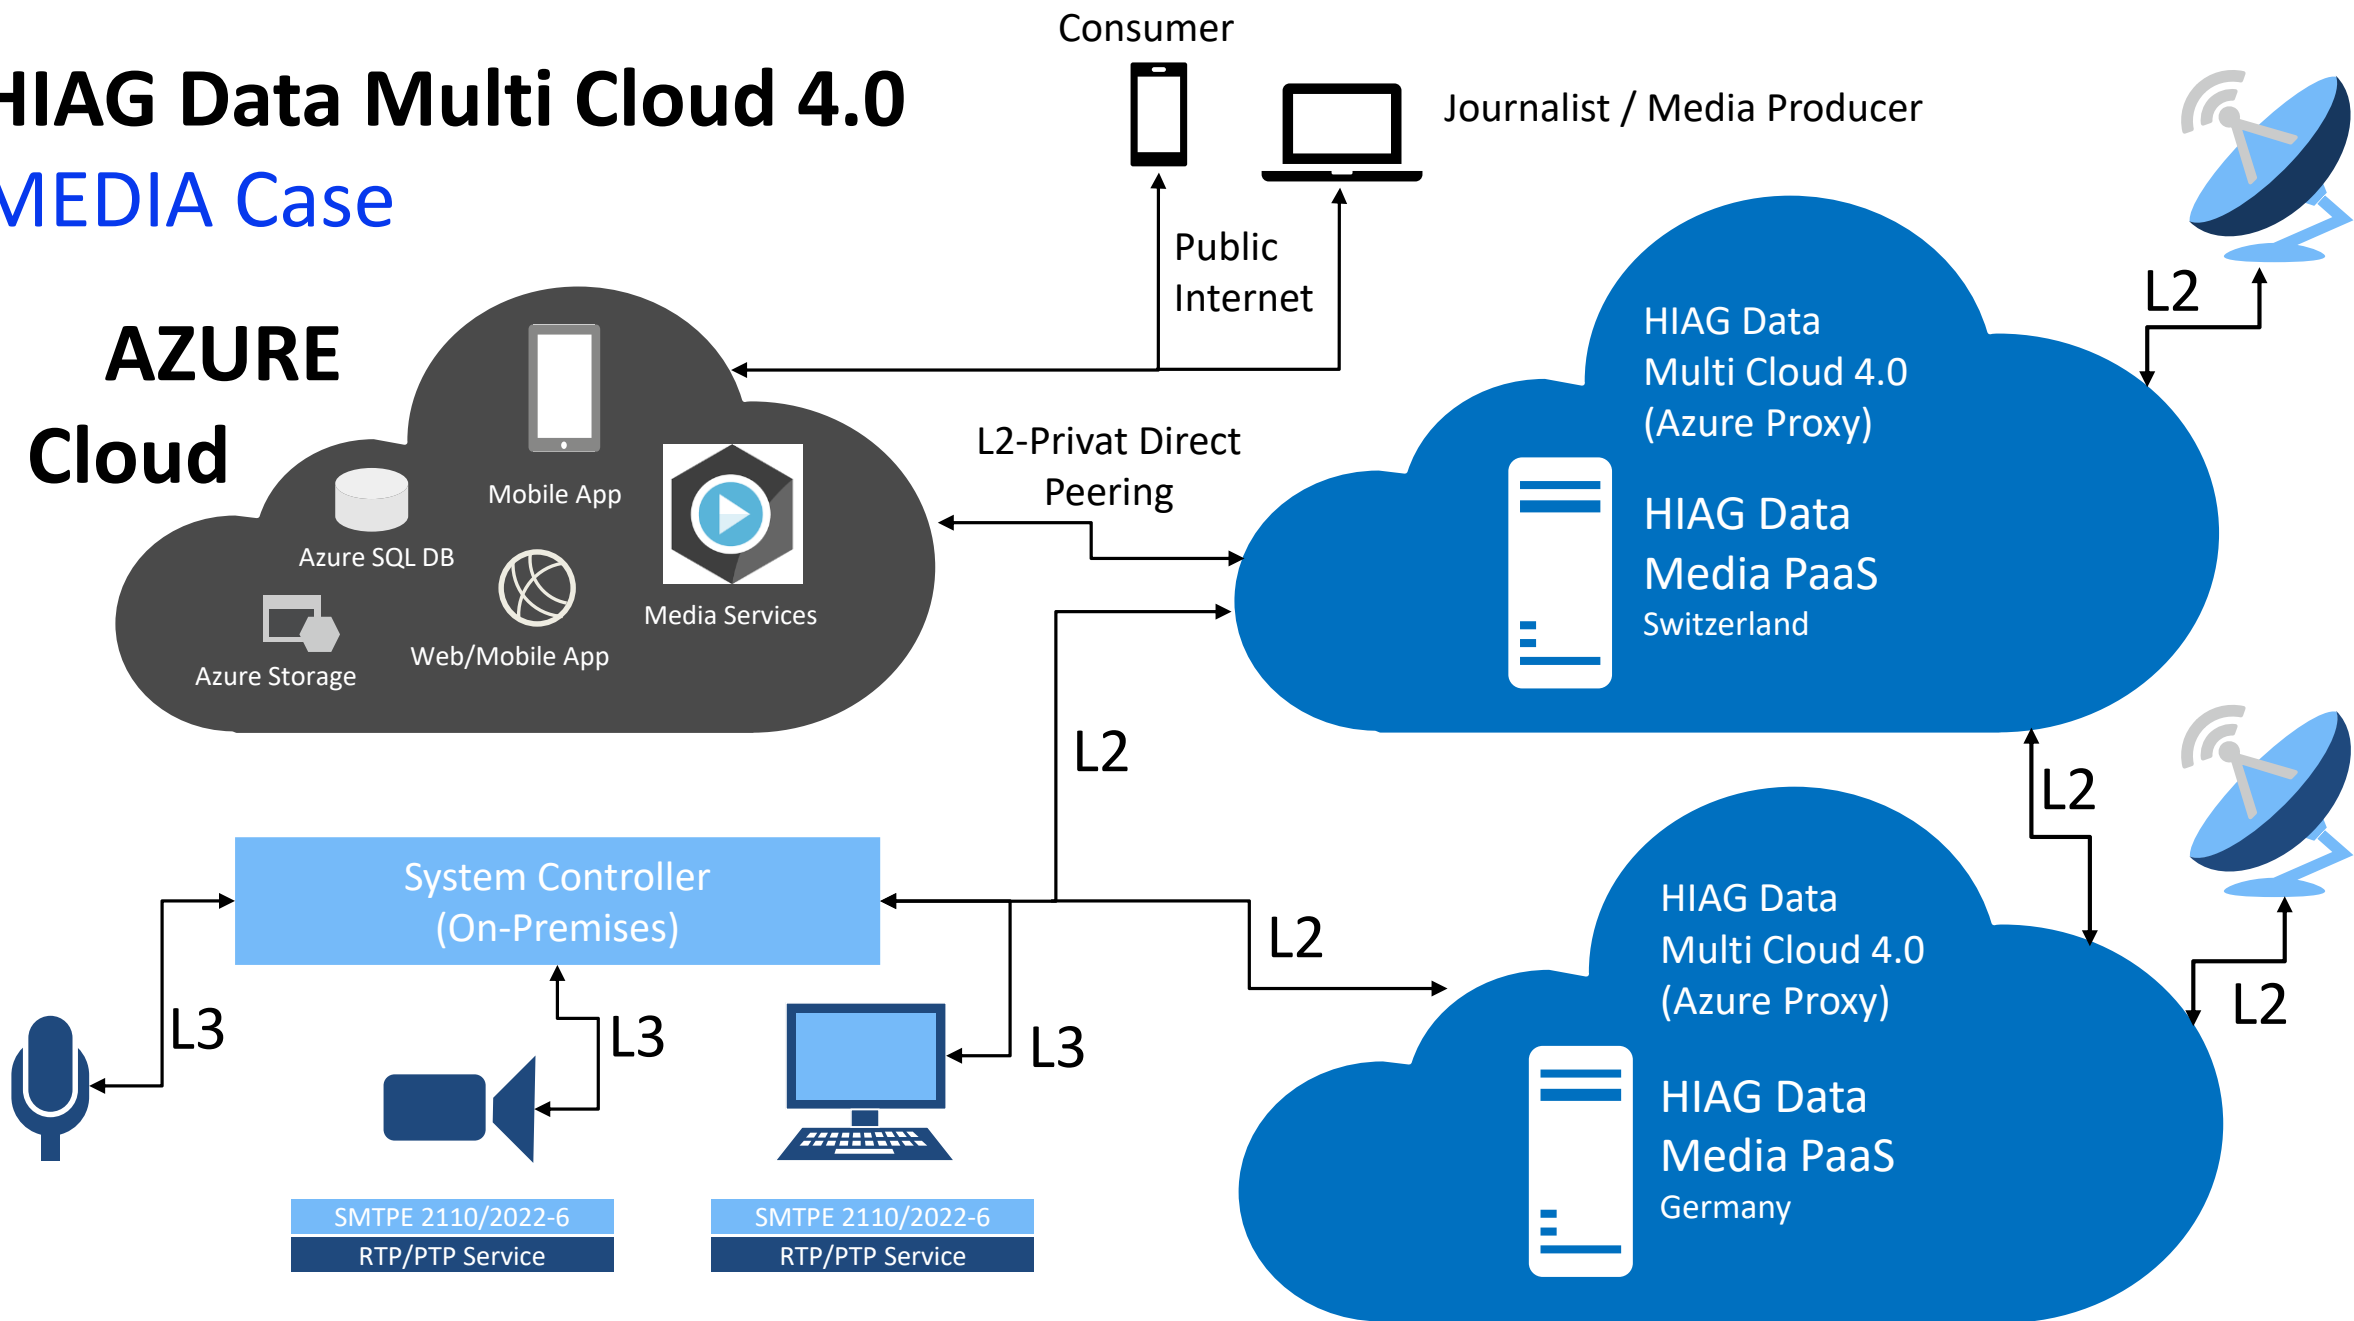 HIAG Data Multi Cloud 4.0
MEDIA Case
Consumer
Journalist / Media Producer
Public
Internet
L2
AZURE
Cloud
Mobile App
Azure SQL DB
Media Services
Web/Mobile App
Azure Storage
L2-Privat Direct
Peering
HIAG Data
Multi Cloud 4.0
(Azure Proxy)
HIAG Data
Media PaaS
Switzerland
L2
L2
System Controller
(On-Premises)
L2
L3
L3
L3
HIAG Data
Multi Cloud 4.0
(Azure Proxy)
L2
HIAG Data
Media PaaS
Germany
SMTPE 2110/2022-6
RTP/PTP Service
SMTPE 2110/2022-6
RTP/PTP Service